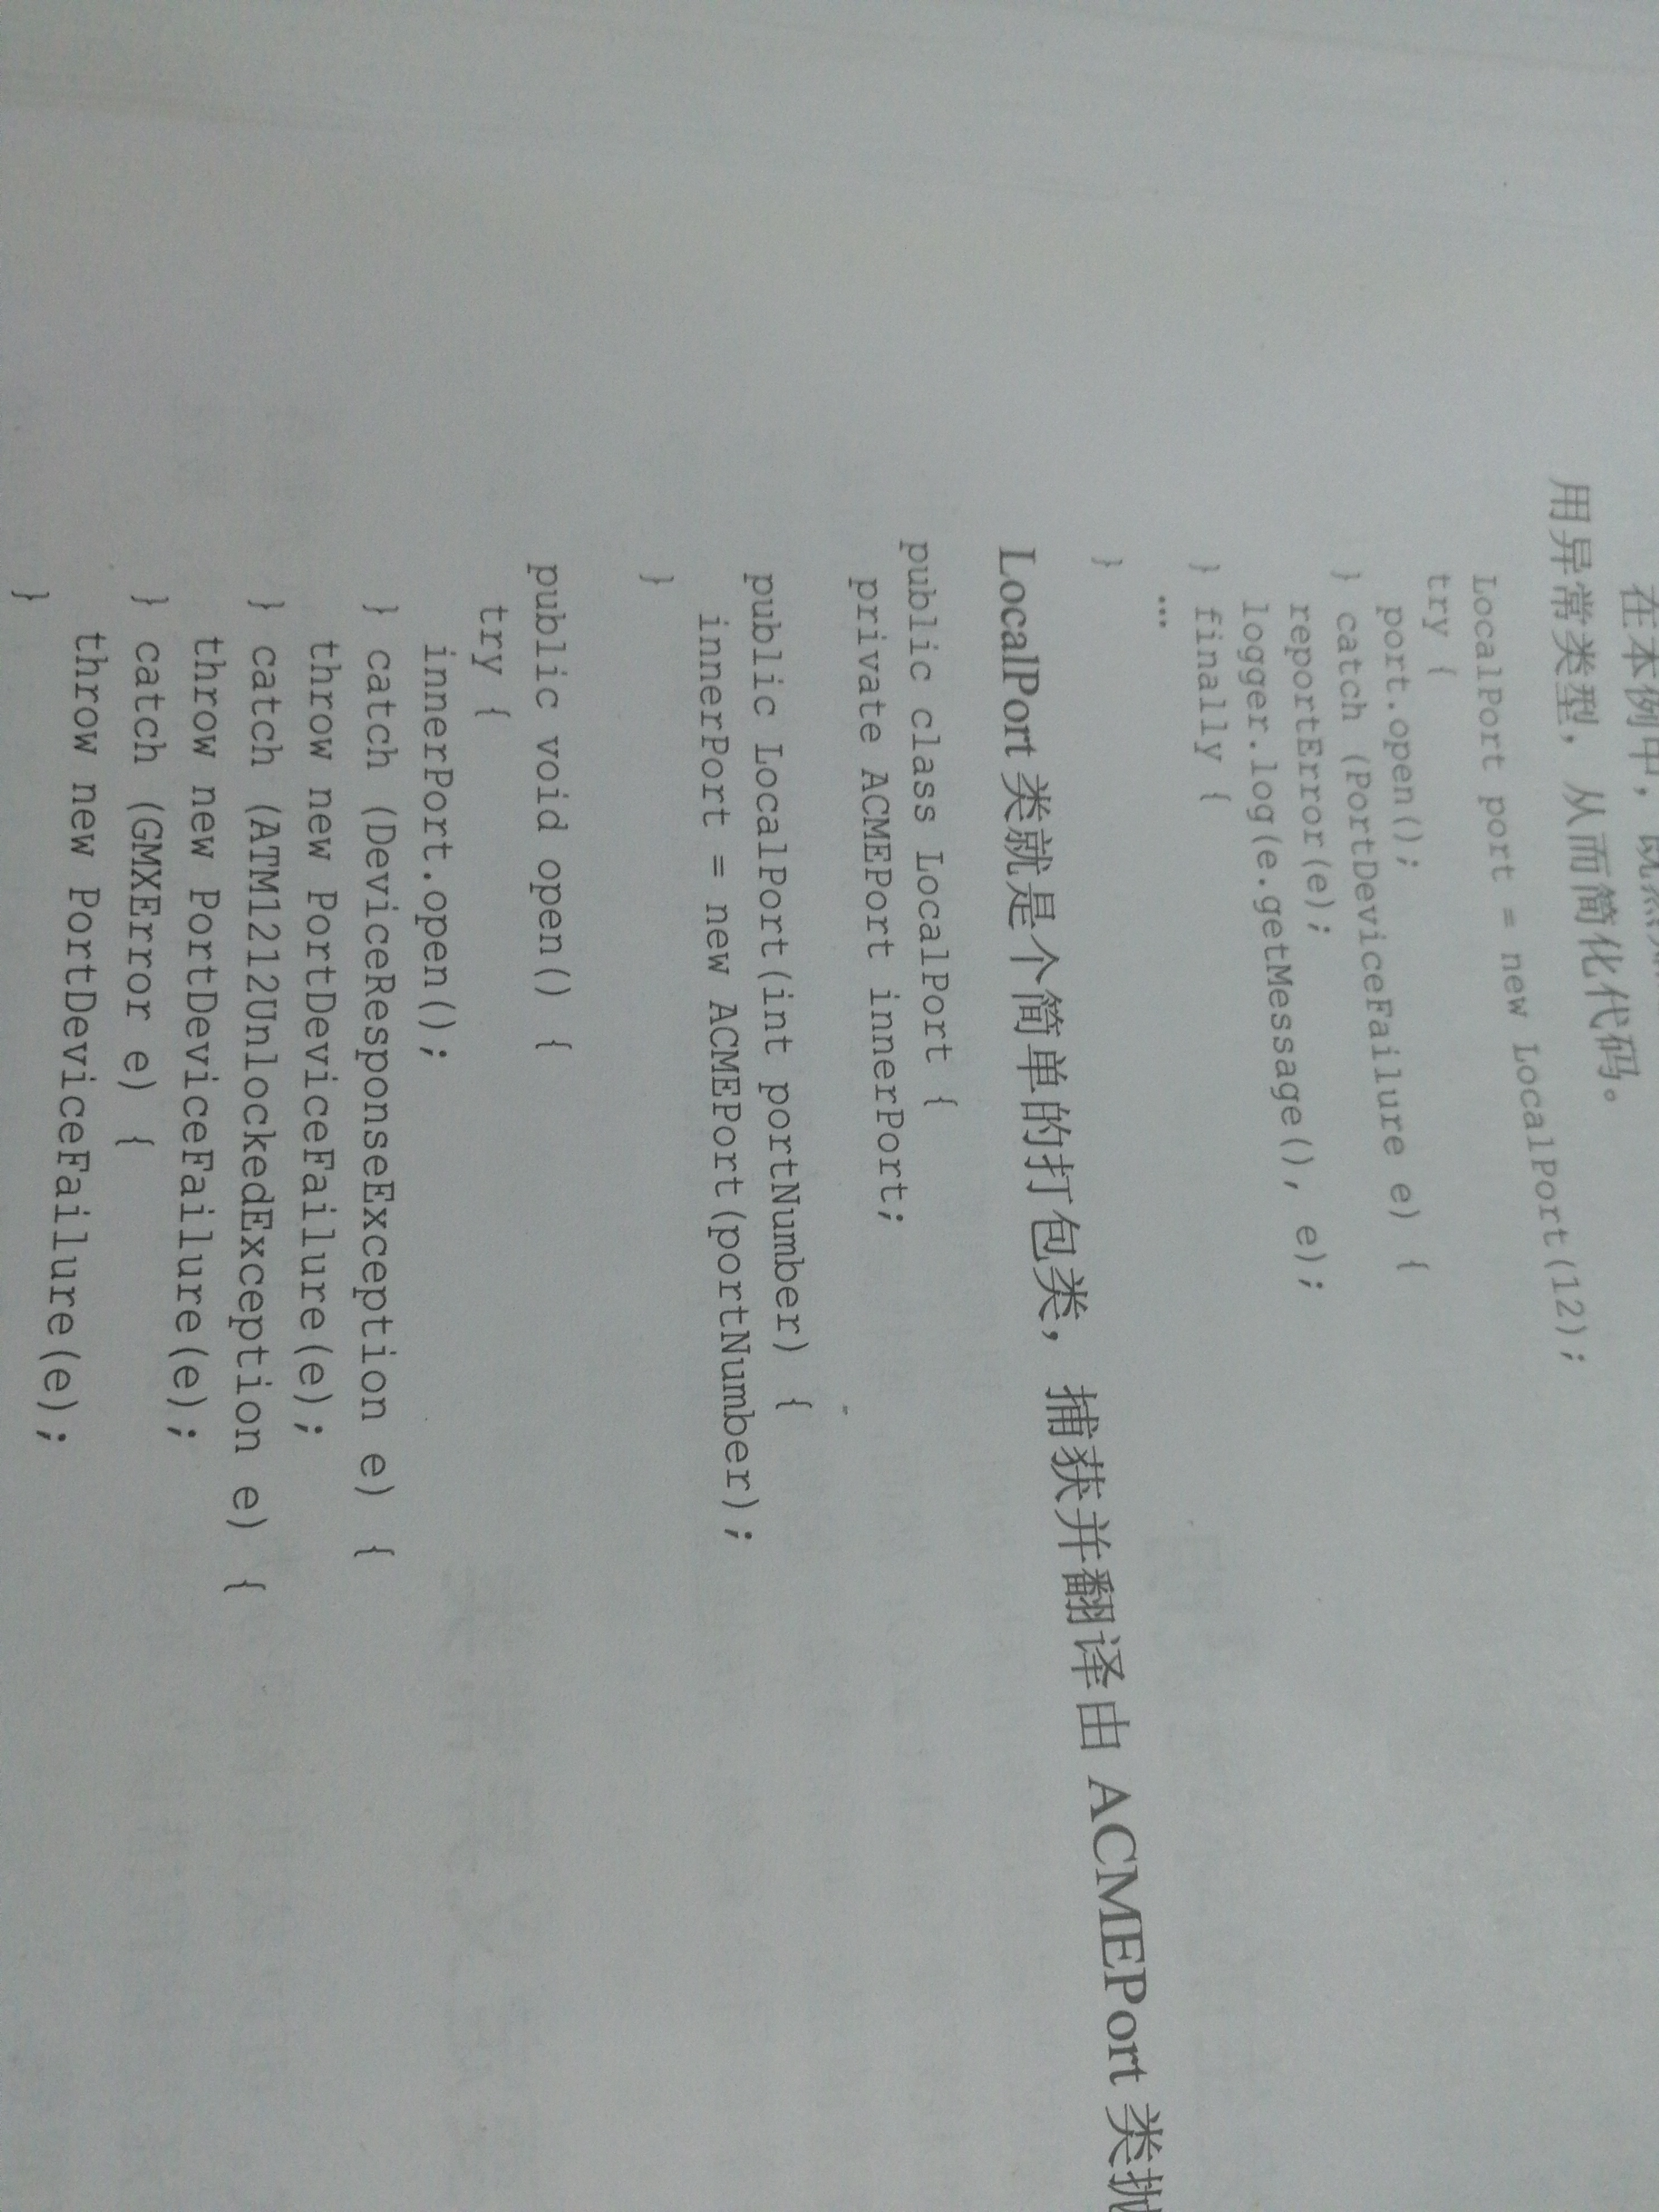 在本例中，既然
用异常类型，从而简化代码。
LocalPort port = new LocalPort(12);
try {
port.open();
} catch (PortDeviceFailure e) {
reportError(e);
logger.log(e.getMessage(), e);
} finally {
…
}
LocalPort 类就是个简单的打包类，捕获并翻译由 ACMEPort 类抛
public class LocalPort {
private ACMEPort innerPort;
public LocalPort(int portNumber) {
innerPort = new ACMEPort(portNumber);
}
public void open() {
try {
innerPort.open();
} catch (DeviceResponseException e) {
throw new PortDeviceFailure(e);
} catch (ATM1212UnlockedException e) {
throw new PortDeviceFailure(e);
} catch (GMXError e) {
throw new PortDeviceFailure(e);
}